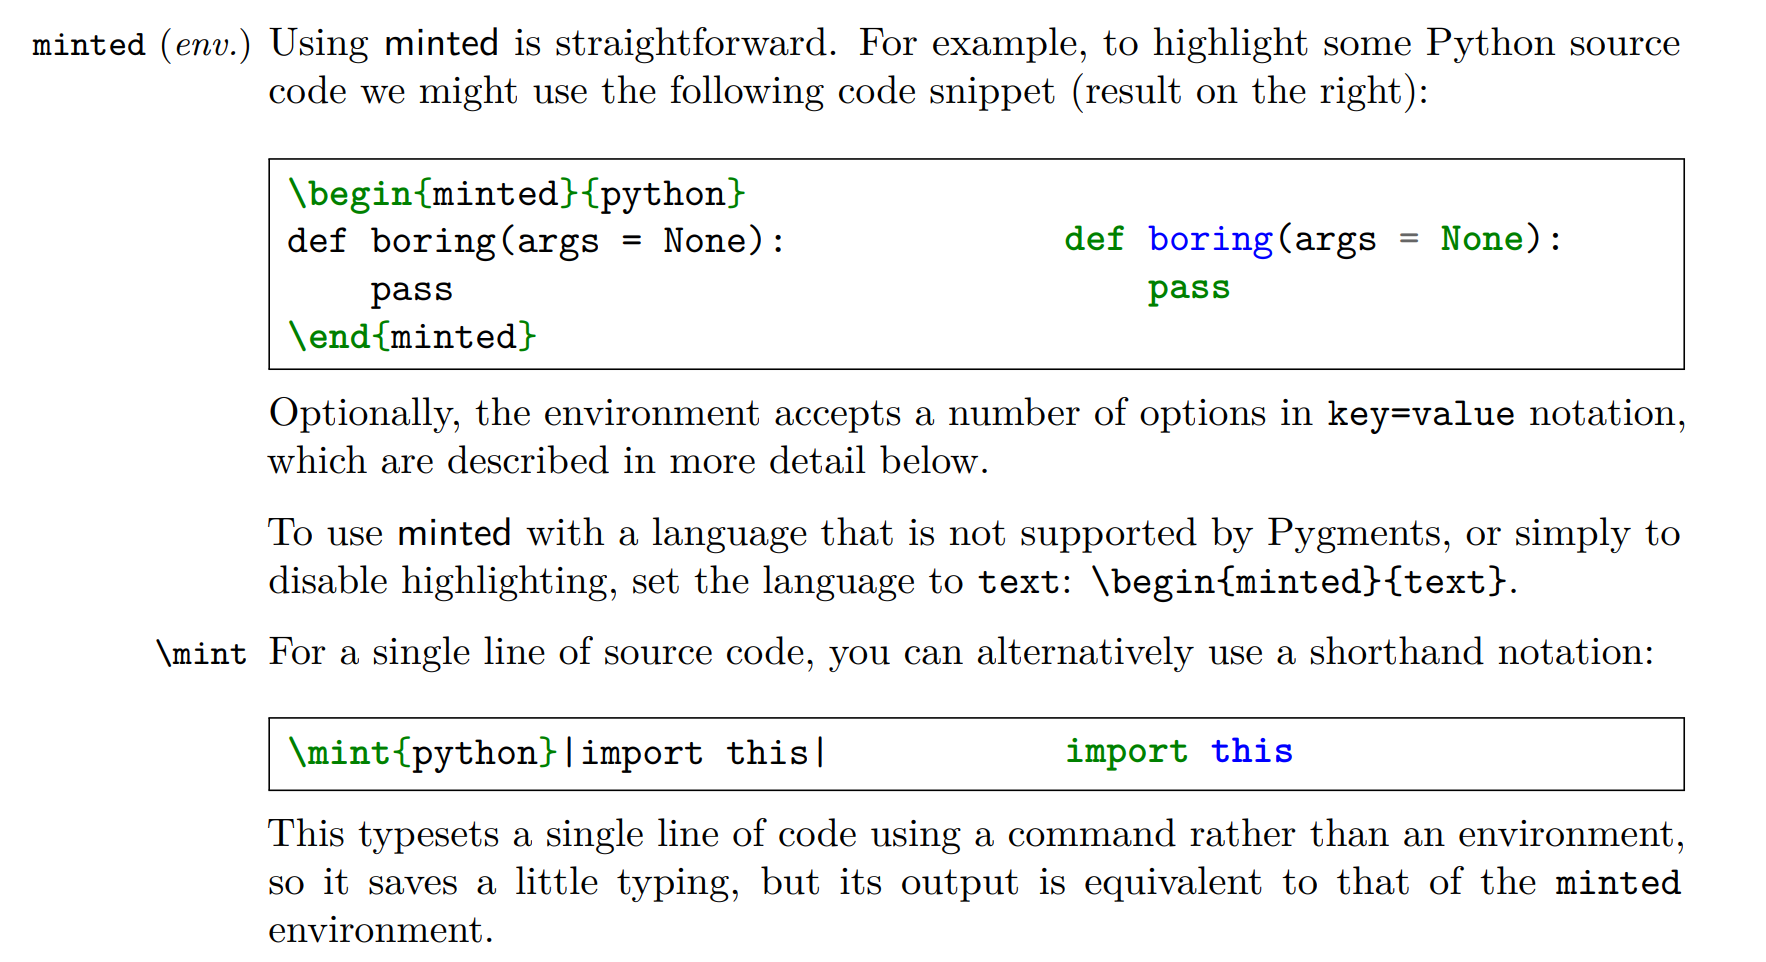 minted (env.) Using minted is straightforward. For example, to highlight some Python source
code we might use the following code snippet (result on the right):
\begin{minted}{python}
def boring(args = None):
    pass
\end{minted}
def boring(args = None):
    pass
Optionally, the environment accepts a number of options in key=value notation,
which are described in more detail below.
To use minted with a language that is not supported by Pygments, or simply to
disable highlighting, set the language to text: \begin{minted}{text}.
\mint For a single line of source code, you can alternatively use a shorthand notation:
\mint{python}|import this|
import this
This typesets a single line of code using a command rather than an environment,
so it saves a little typing, but its output is equivalent to that of the minted
environment.